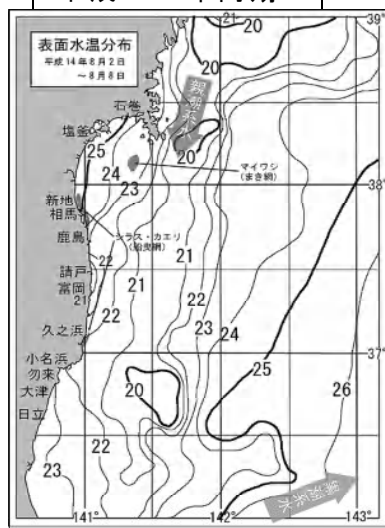 表面水温分布
平成14年8月2日
～8月8日
21
39°
20
20
親潮系水
石巻
塩釜
25
24
23
20
マイワシ
(まき網)
38°
新地
相馬
シラス・カエリ
(船曳網)
鹿島
22
21
請戸
富岡
21
21
22
22
23
24
久之浜
37°
小名浜
勿来
大津
日立
20
25
26
22
23
141°
142°
143°